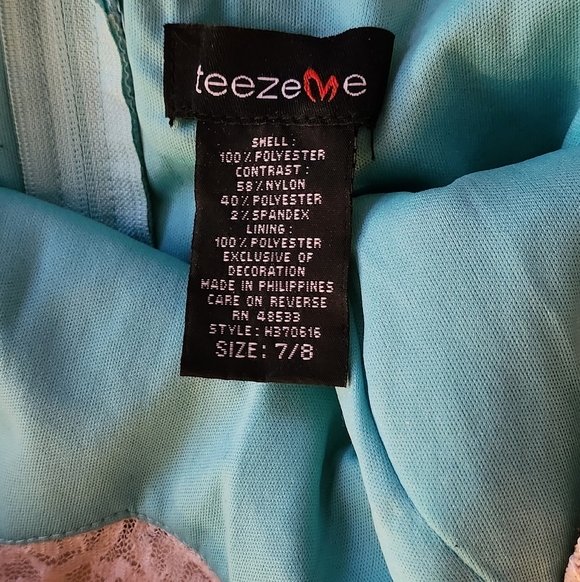 teezeme
SHELL:
100% POLYESTER
CONTRAST:
58% NYLON
40% POLYESTER
2% SPANDEX
LINING:
100% POLYESTER
EXCLUSIVE OF
DECORATION
MADE IN PHILIPPINES
CARE ON REVERSE
RN 48533
STYLE: H370616
SIZE: 7/8